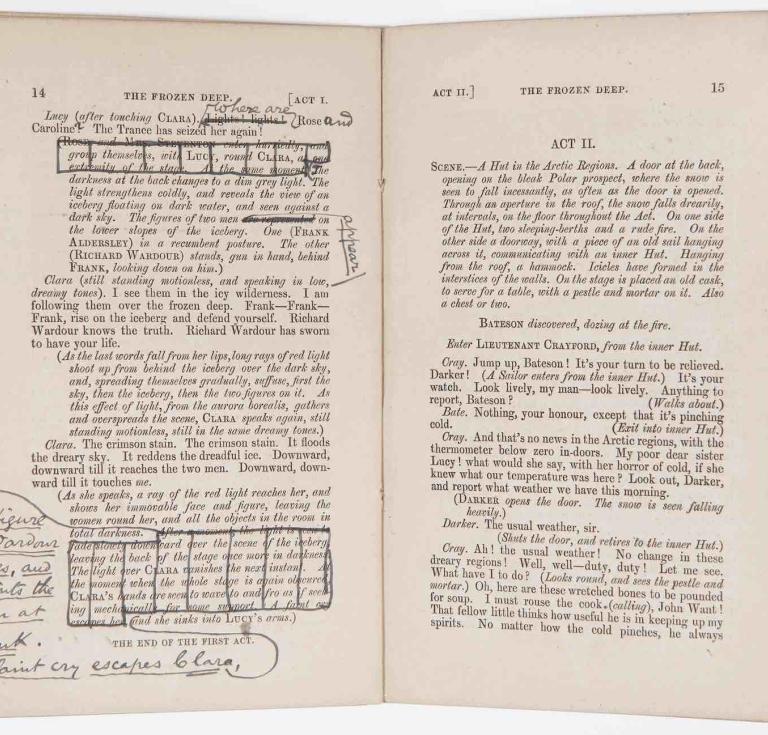 14 THE FROZEN DEEP. [ACT I.
Where are
Lucy (after touching CLARA). Lights! lights! Rose and
Caroline? The Trance has seized her again!
(ROSE and MRS. STEVENTON enter hurriedly, and
group themselves, with LUCY, round CLARA, at one
extremity of the stage. At the same moment, The
darkness at the back changes to a dim grey light. The
light strengthens coldly, and reveals the view of an
iceberg floating on dark water, and seen against a
dark sky. The figures of two men are represented on
appear
the lower slopes of the iceberg. One (FRANK
ALDERSLEY) in a recumbent posture. The other
(RICHARD WARDOUR) stands, gun in hand, behind
FRANK, looking down on him.)
Clara (still standing motionless, and speaking in low,
dreamy tones). I see them in the icy wilderness. I am
following them over the frozen deep. Frank—Frank—
Frank, rise on the iceberg and defend yourself. Richard
Wardour knows the truth. Richard Wardour has sworn
to have your life.
(As the last words fall from her lips, long rays of red light
shoot up from behind the iceberg over the dark sky,
and, spreading themselves gradually, suffuse, first the
sky, then the iceberg, then the two figures on it. As
this effect of light, from the aurora borealis, gathers
and overspreads the scene, CLARA speaks again, still
standing motionless, still in the same dreamy tones.)
Clara. The crimson stain. The crimson stain. It floods
the dreary sky. It reddens the dreadful ice. Downward,
downward till it reaches the two men. Downward, down-
ward till it touches me.
(As she speaks, a ray of the red light reaches her, and
shows her immovable face and figure, leaving the
women round her, and all the objects in the room in
total darkness. After a moment the light is seen to
fade slowly downward over the scene of the iceberg,
leaving the back of the stage once more in darkness.
The light over CLARA vanishes the next instant. At
the moment when the whole stage is again obscured
CLARA'S hands are seen to wave to and fro as if seek-
ing mechanically for some support. A faint cry
escapes her and she sinks into LUCY'S arms.)
figure
Wardour
and
the
at
THE END OF THE FIRST ACT.
faint cry escapes Clara,
ACT II.] THE FROZEN DEEP. 15
ACT II.
SCENE.—A Hut in the Arctic Regions. A door at the back,
opening on the bleak Polar prospect, where the snow is
seen to fall incessantly, as often as the door is opened.
Through an aperture in the roof, the snow falls drearily,
at intervals, on the floor throughout the Act. On one side
of the Hut, two sleeping-berths and a rude fire. On the
other side a doorway, with a piece of an old sail hanging
across it, communicating with an inner Hut. Hanging
from the roof, a hammock. Icicles have formed in the
interstices of the walls. On the stage is placed an old cask,
to serve for a table, with a pestle and mortar on it. Also
a chest or two.
BATESON discovered, dozing at the fire.
Enter LIEUTENANT CRAYFORD, from the inner Hut.
Cray. Jump up, Bateson! It's your turn to be relieved.
Darker! (A Sailor enters from the inner Hut.) It's your
watch. Look lively, my man—look lively. Anything to
report, Bateson? (Walks about.)
Bate. Nothing, your honour, except that it's pinching
cold. (Exit into inner Hut.)
Cray. And that's no news in the Arctic regions, with the
thermometer below zero in-doors. My poor dear sister
Lucy! what would she say, with her horror of cold, if she
knew what our temperature was here? Look out, Darker,
and report what weather we have this morning.
(DARKER opens the door. The snow is seen falling
heavily.)
Darker. The usual weather, sir.
(Shuts the door, and retires to the inner Hut.)
Cray. Ah! the usual weather! No change in these
dreary regions! Well, well—duty, duty! Let me see.
What have I to do? (Looks round, and sees the pestle and
mortar.) Oh, here are these wretched bones to be pounded
for soup. I must rouse the cook. (calling), John Want!
That fellow little thinks how useful he is in keeping up my
spirits. No matter how the cold pinches, he always